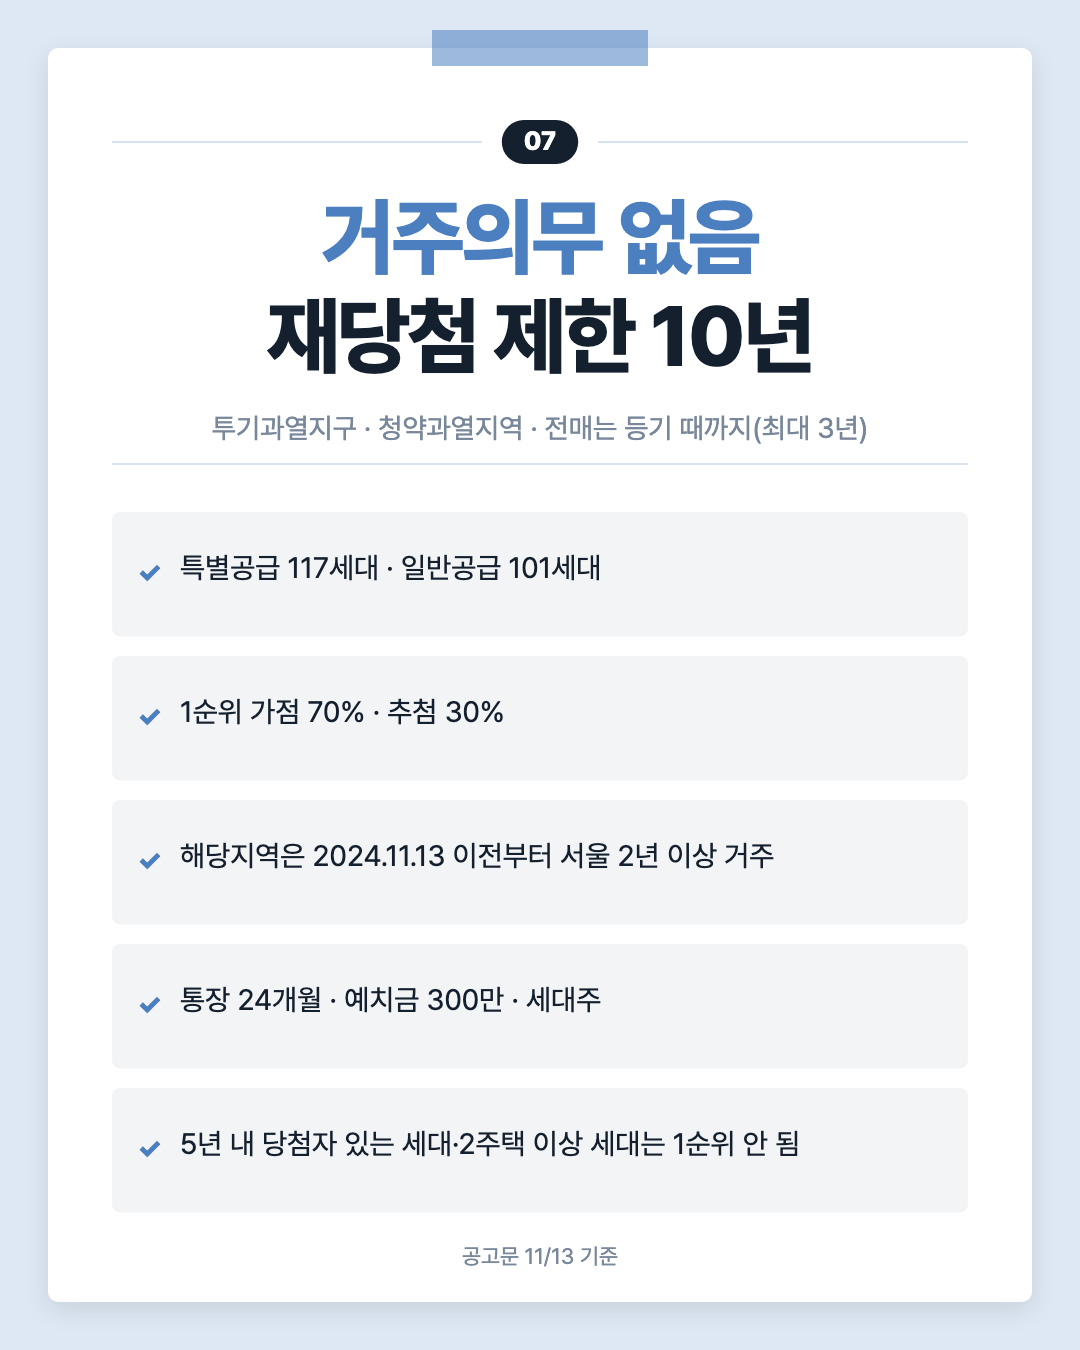 07
거주의무 없음
재당첨 제한 10년
투기과열지구 · 청약과열지역 · 전매는 등기 때까지(최대 3년)
특별공급 117세대 · 일반공급 101세대
1순위 가점 70% · 추첨 30%
해당지역은 2024.11.13 이전부터 서울 2년 이상 거주
통장 24개월 · 예치금 300만 · 세대주
5년 내 당첨자 있는 세대·2주택 이상 세대는 1순위 안 됨
공고문 11/13 기준